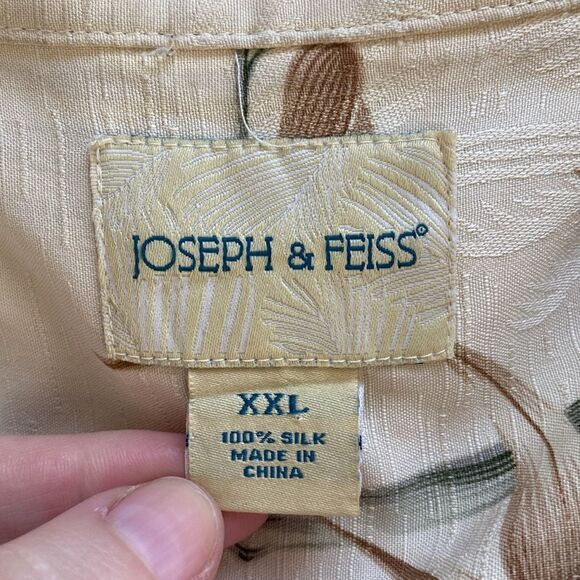 JOSEPH & FEISS®
XXL
100% SILK
MADE IN
CHINA